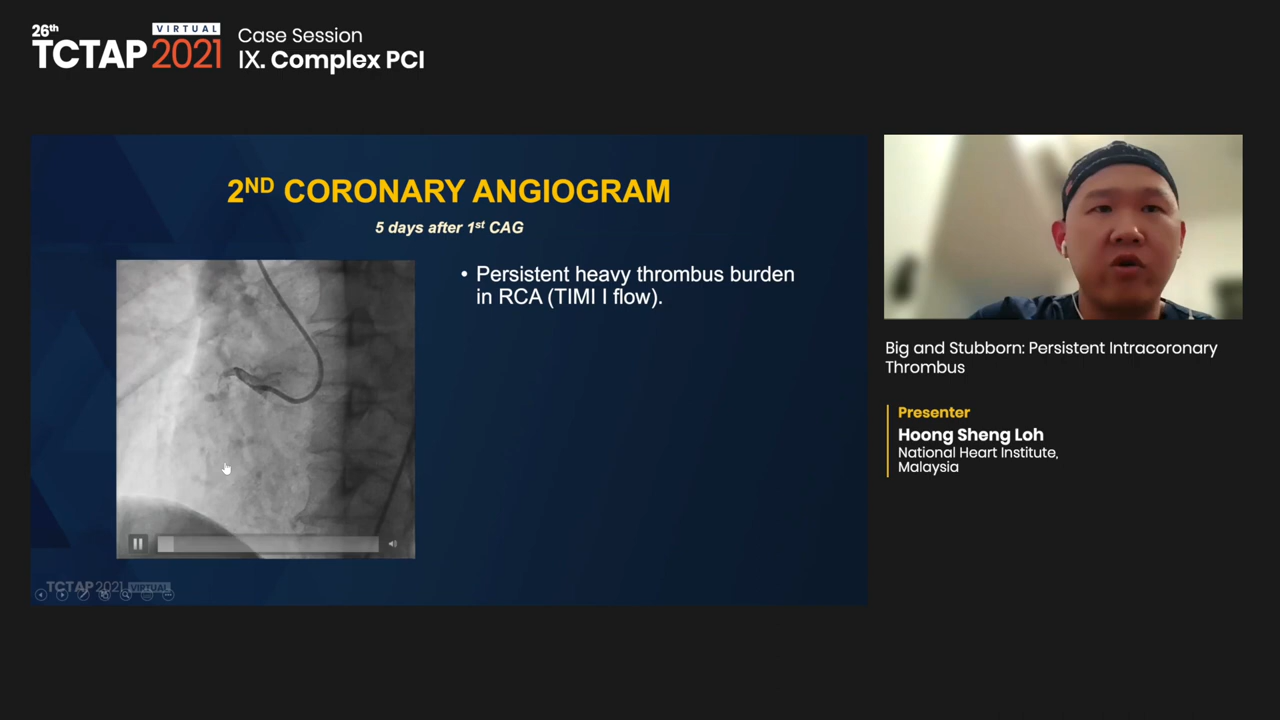 26th
VIRTUAL
TCTAP 2021
Case Session
IX. Complex PCI
2ND CORONARY ANGIOGRAM
5 days after 1st CAG
• Persistent heavy thrombus burden
in RCA (TIMI I flow).
TCTAP 2021 VIRTUAL
Big and Stubborn: Persistent Intracoronary
Thrombus
Presenter
Hoong Sheng Loh
National Heart Institute,
Malaysia